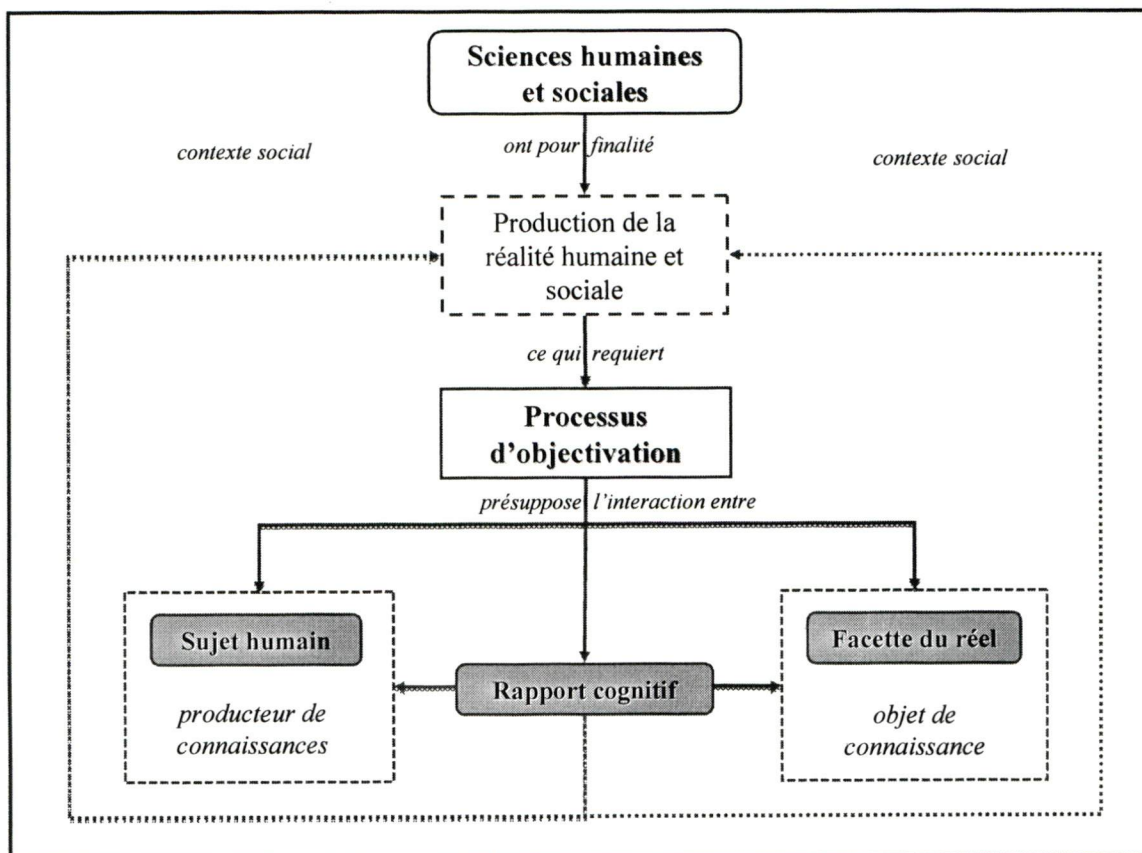 Sciences humaines
et sociales
contexte social
ont pour finalité
contexte social
Production de la
réalité humaine et
sociale
ce qui requiert
Processus
d'objectivation
présuppose l'interaction entre
Sujet humain
Facette du réel
Rapport cognitif
producteur de
connaissances
objet de
connaissance